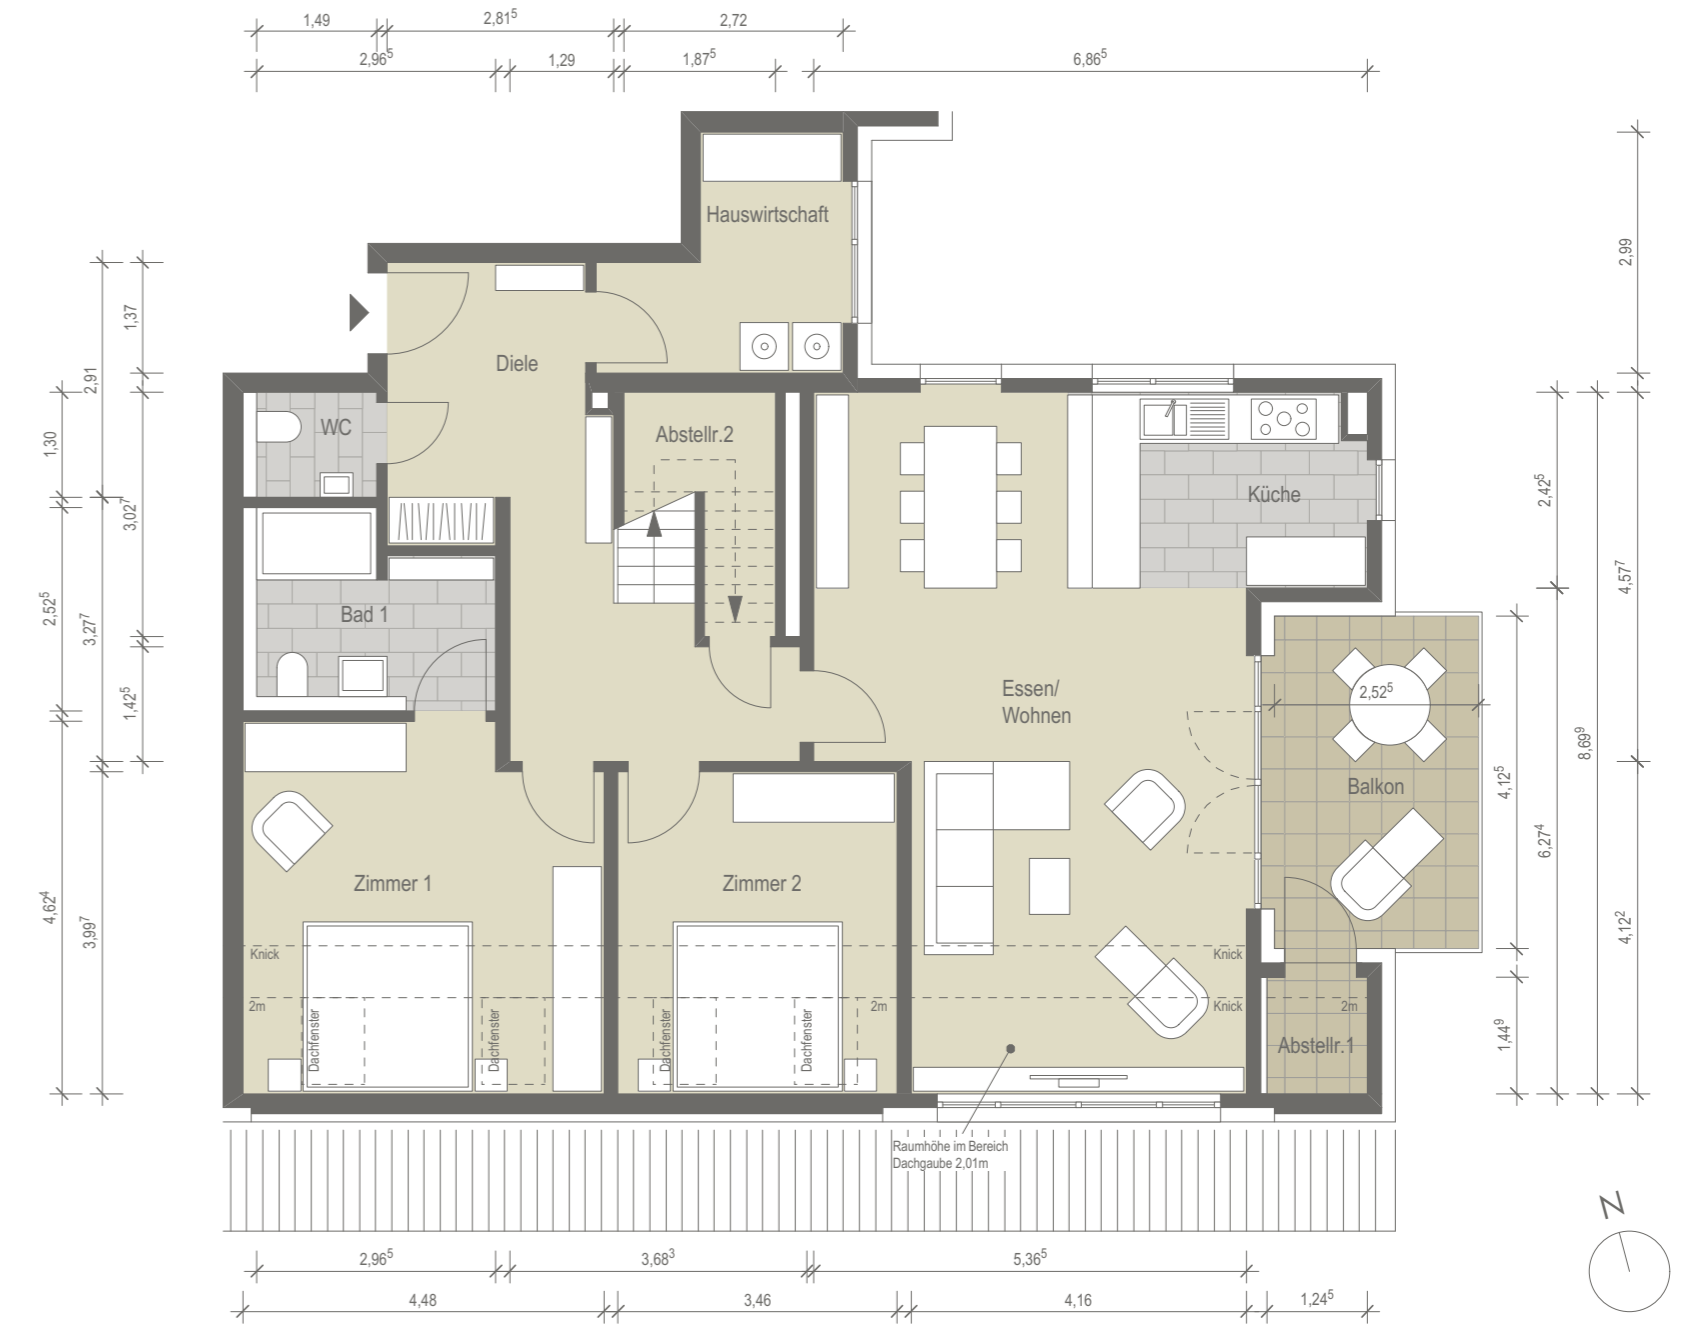 1,49
2,81⁵
2,72
2,96⁵
1,29
1,87⁵
6,86⁵
Hauswirtschaft
2,99
1,37
2,91
Diele
WC
Abstellr.2
1,30
3,02⁷
Küche
2,42⁵
4,57⁷
Bad 1
2,52⁵
3,27⁷
1,42⁵
Essen/
Wohnen
2,52⁵
8,69⁹
Balkon
4,12⁵
6,27⁴
Zimmer 1
Zimmer 2
4,62⁴
3,99⁷
4,12²
Knick
Knick
2m
2m
Knick
2m
Dachfenster
Dachfenster
Dachfenster
Dachfenster
Abstellr.1
1,44⁹
Raumhöhe im Bereich
Dachgaube 2,01m
N
2,96⁵
3,68³
5,36⁵
4,48
3,46
4,16
1,24⁵